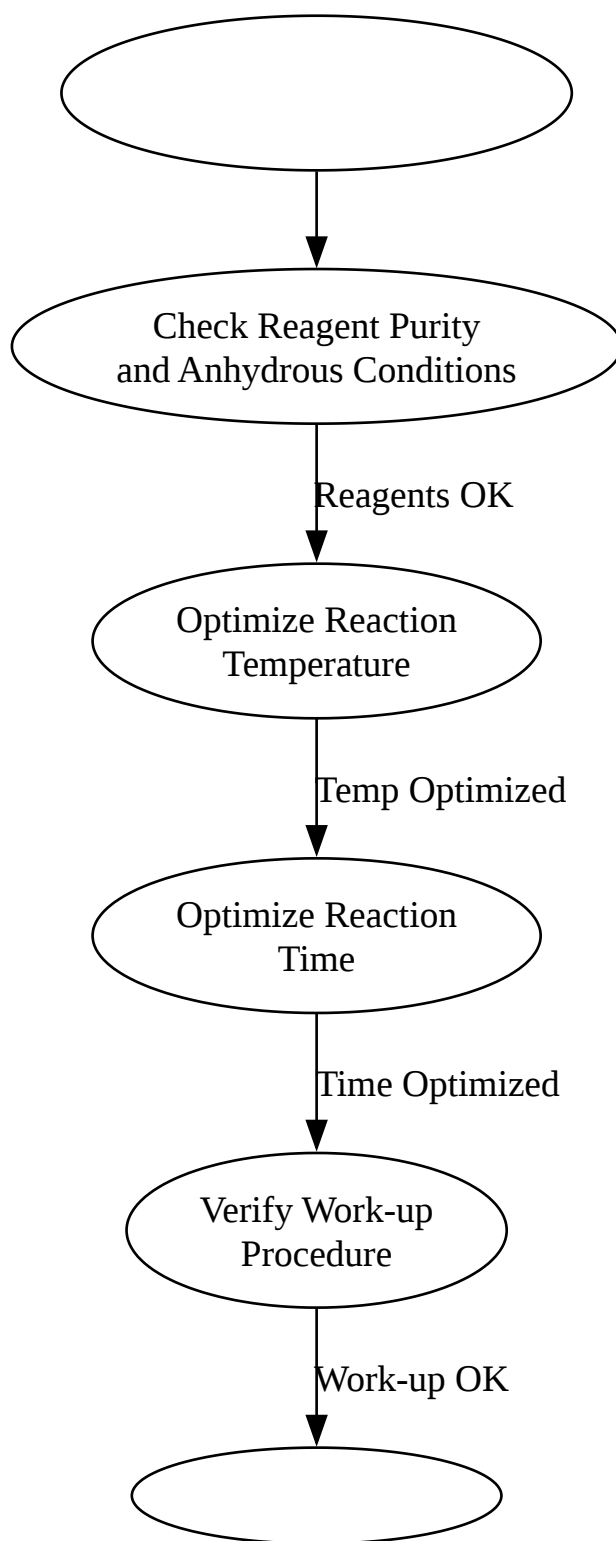 Check Reagent Purity
and Anhydrous Conditions
Reagents OK
Optimize Reaction
Temperature
Temp Optimized
Optimize Reaction
Time
Time Optimized
Verify Work-up
Procedure
Work-up OK